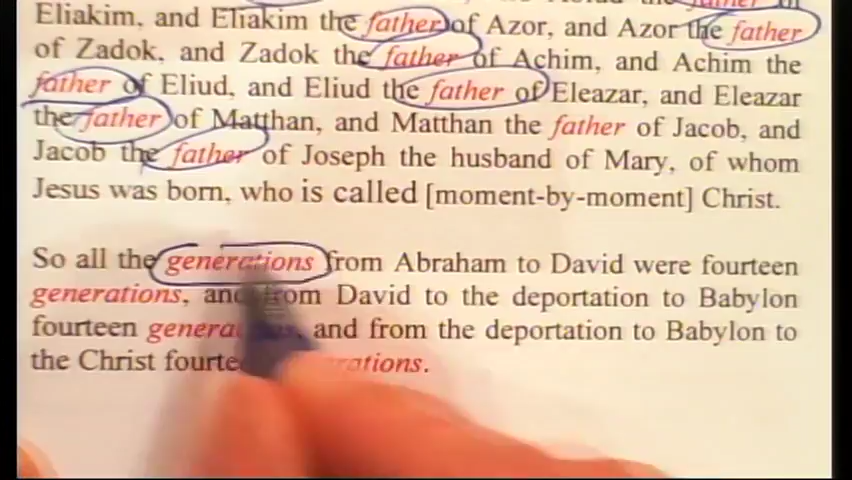 Eliakim, and Eliakim the father of Azor, and Azor the father
of Zadok, and Zadok the father of Achim, and Achim the
father of Eliud, and Eliud the father of Eleazar, and Eleazar
the father of Matthan, and Matthan the father of Jacob, and
Jacob the father of Joseph the husband of Mary, of whom
Jesus was born, who is called [moment-by-moment] Christ.
So all the generations from Abraham to David were fourteen
generations, and from David to the deportation to Babylon
fourteen generations, and from the deportation to Babylon to
the Christ fourteen generations.